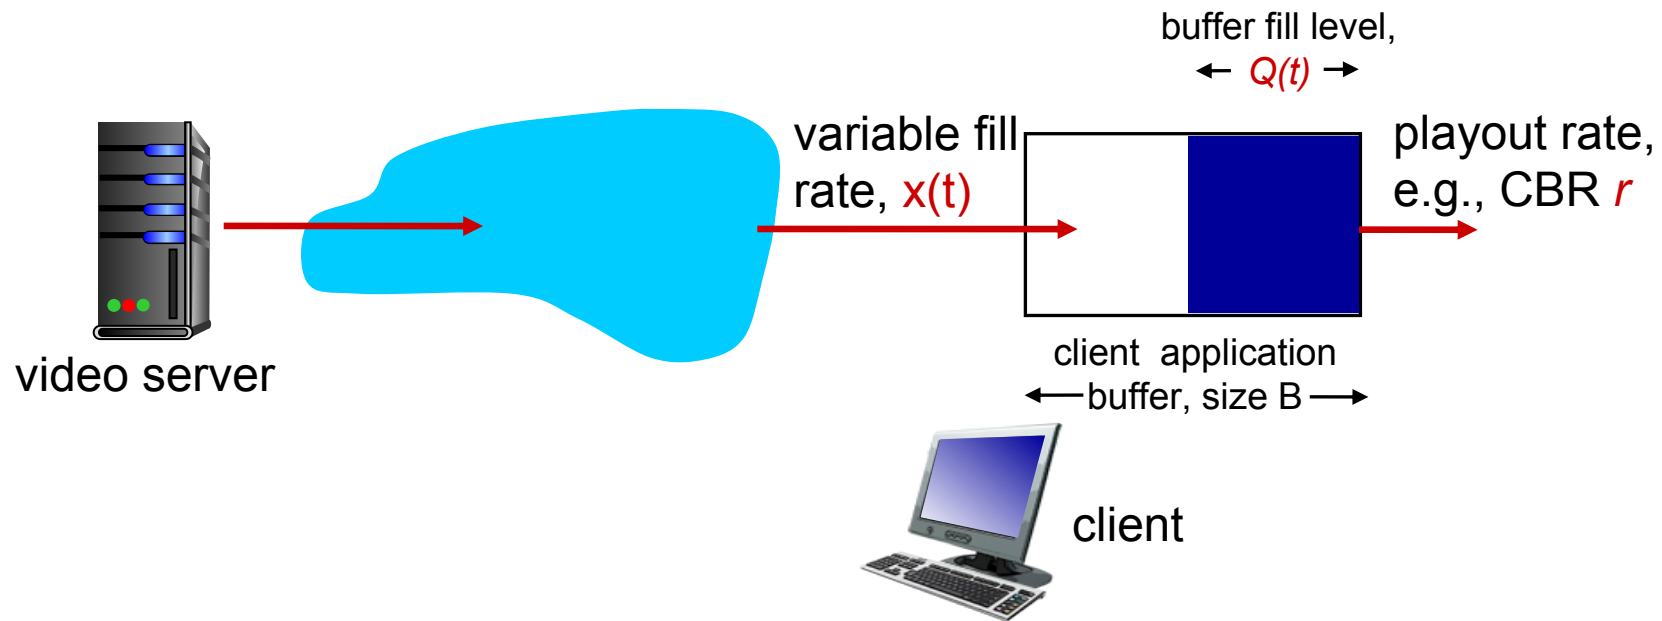 buffer fill level,
Q(t)
variable fill
rate, x(t)
playout rate,
e.g., CBR r
video server
client application
buffer, size B
client